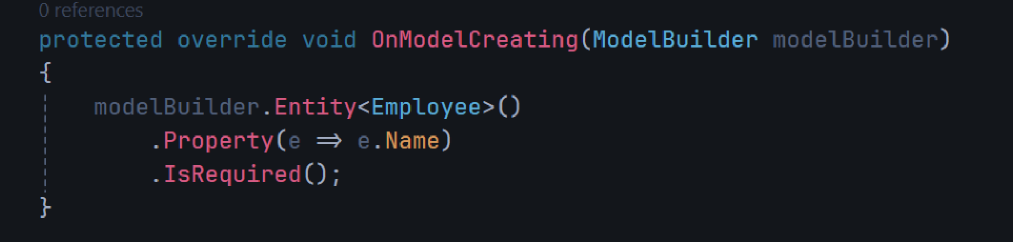 0 references
protected override void OnModelCreating(ModelBuilder modelBuilder)
{
modelBuilder.Entity<Employee>()
.Property(e => e.Name)
.IsRequired();
}